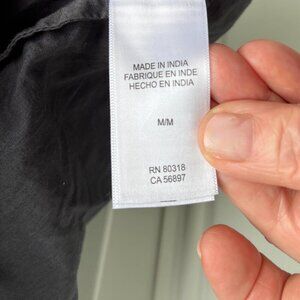 MADE IN INDIA
FABRIQUE EN INDE
HECHO EN INDIA
M/M
RN 80318
CA 56897